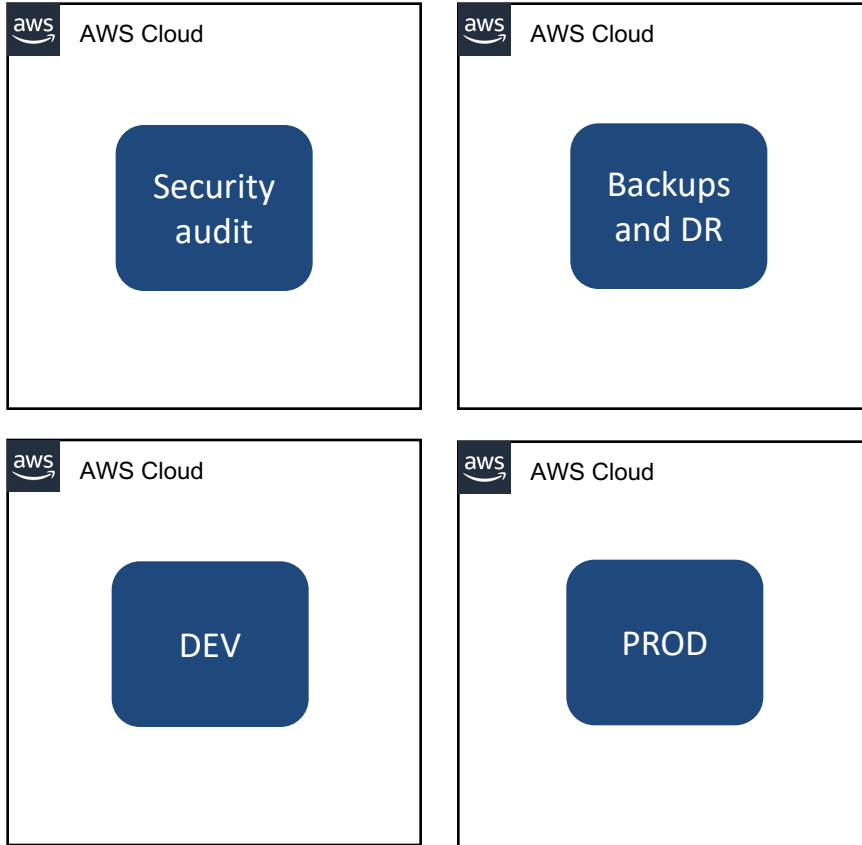 aws
AWS Cloud
Security
audit
aws
AWS Cloud
Backups
and DR
aws
AWS Cloud
DEV
aws
AWS Cloud
PROD